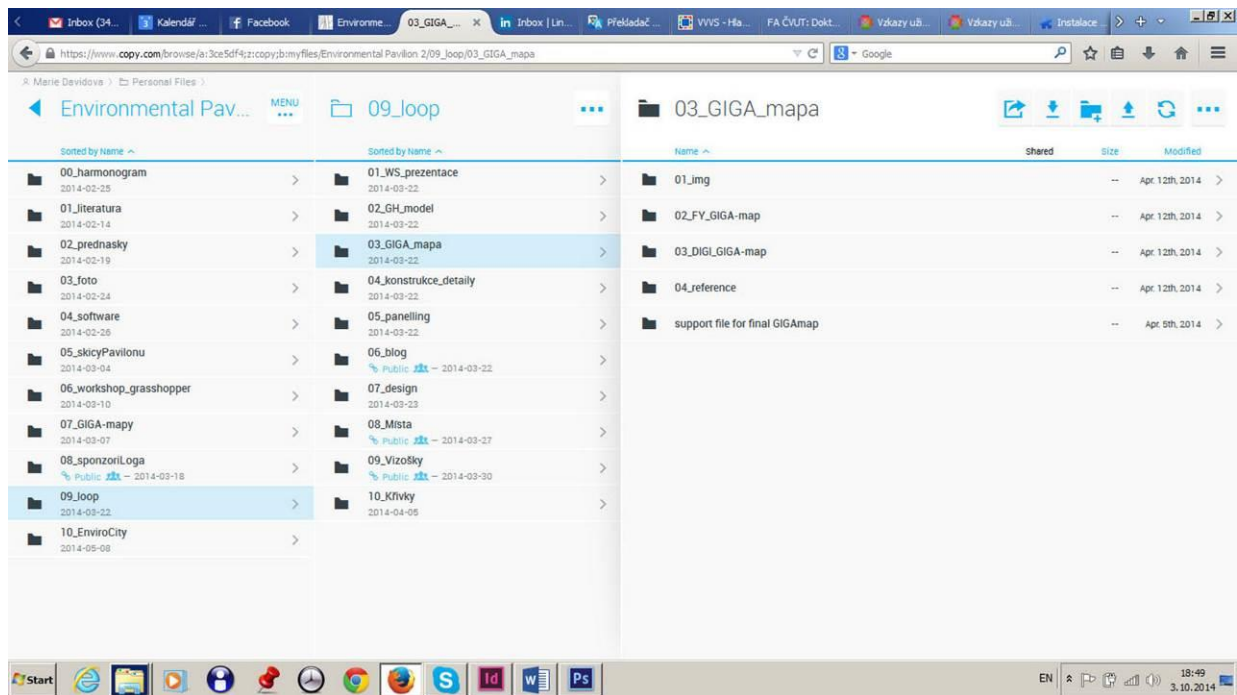 Inbox (34...
Kalendář ...
Facebook
Environme...
03_GIGA_...
Inbox | Lin...
Překladač ...
VVVS - Hla...
FA ČVUT: Dokt...
Vzkazy uži...
Vzkazy uži...
Instalace ...
https://www.copy.com/browse/a:3ce5df4;z:copy;b:myfiles/Environmental Pavilion 2/09_loop/03_GIGA_mapa
Google
Marie Davidova > Personal Files >
Environmental Pav...
MENU
09_loop
03_GIGA_mapa
Sorted by Name
00_harmonogram
2014-02-25
01_literatura
2014-02-14
02_prednasky
2014-02-19
03_foto
2014-02-24
04_software
2014-02-26
05_skicyPavilonu
2014-03-04
06_workshop_grasshopper
2014-03-10
07_GIGA-mapy
2014-03-07
08_sponzoriLoga
Public – 2014-03-18
09_loop
2014-03-22
10_EnviroCity
2014-05-08
Sorted by Name
01_WS_prezentace
2014-03-22
02_GH_model
2014-03-22
03_GIGA_mapa
2014-03-22
04_konstrukce_detaily
2014-03-22
05_panelling
2014-03-22
06_blog
Public – 2014-03-22
07_design
2014-03-23
08_Místa
Public – 2014-03-27
09_Vizošky
Public – 2014-03-30
10_Křivky
2014-04-05
Name Shared Size Modified
01_img -- Apr. 12th, 2014
02_FY_GIGA-map -- Apr. 12th, 2014
03_DIGI_GIGA-map -- Apr. 12th, 2014
04_reference -- Apr. 12th, 2014
support file for final GIGAmap -- Apr. 5th, 2014
Start
Id
Ps
EN
18:49
3.10.2014